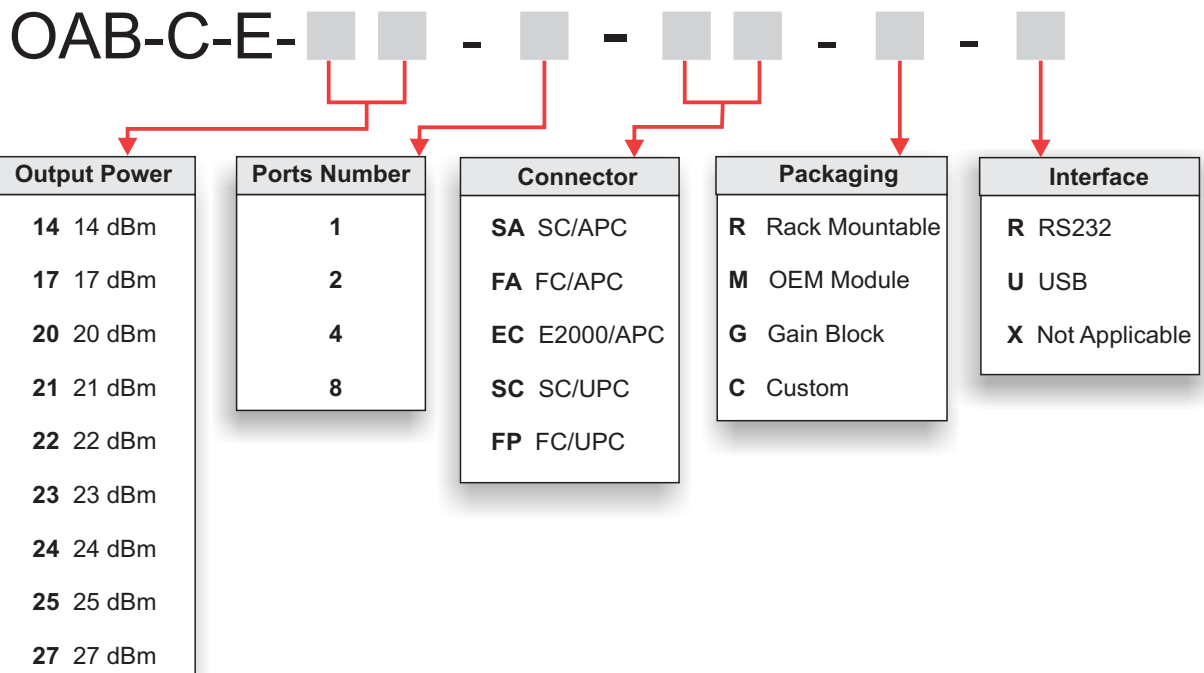 OAB-C-E- - - - -
Output Power
14 14 dBm
17 17 dBm
20 20 dBm
21 21 dBm
22 22 dBm
23 23 dBm
24 24 dBm
25 25 dBm
27 27 dBm
Ports Number
1
2
4
8
Connector
SA SC/APC
FA FC/APC
EC E2000/APC
SC SC/UPC
FP FC/UPC
Packaging
R Rack Mountable
M OEM Module
G Gain Block
C Custom
Interface
R RS232
U USB
X Not Applicable